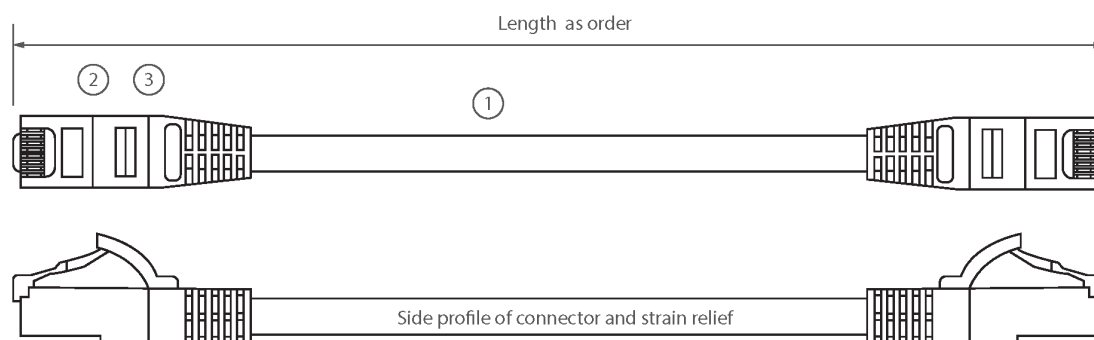 Length as order
2 3
1
Side profile of connector and strain relief